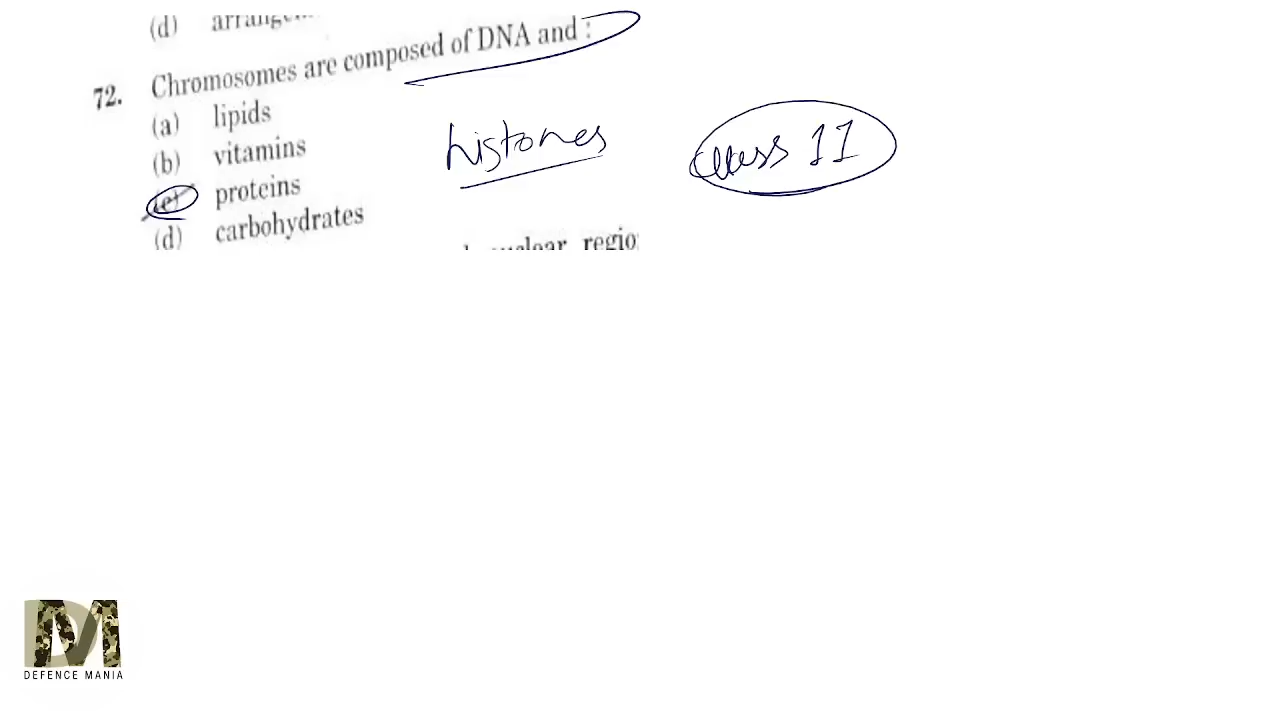 (d)
72. Chromosomes are composed of DNA and :
(a) lipids
(b) vitamins
proteins
(d) carbohydrates
histones
class 11
DEFENCE MANIA